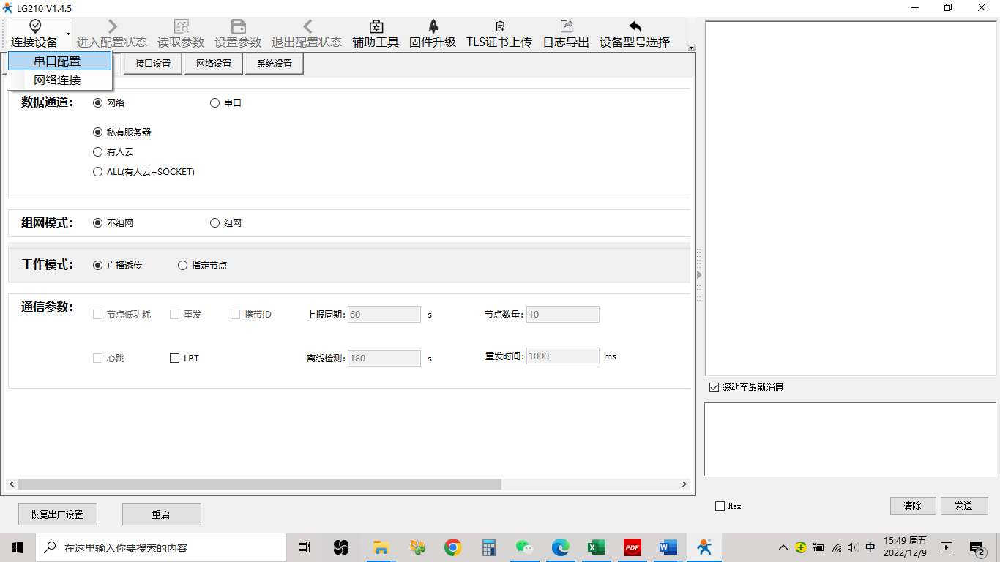 LG210 V1.4.5
连接设备 进入配置状态 读取参数 设置参数 退出配置状态 辅助工具 固件升级 TLS证书上传 日志导出 设备型号选择
串口配置
网络连接
接口设置 网络设置 系统设置
数据通道： 网络 串口
私有服务器
有人云
ALL(有人云+SOCKET)
组网模式： 不组网 组网
工作模式： 广播透传 指定节点
通信参数： 节点低功耗 重发 携带ID 上报周期： 60 s 节点数量： 10
心跳 LBT 离线检测： 180 s 重发时间： 1000 ms
滚动至最新消息
Hex 清除 发送
恢复出厂设置 重启
在这里输入你要搜索的内容
PDF
中
15:49 周五
2022/12/9
2